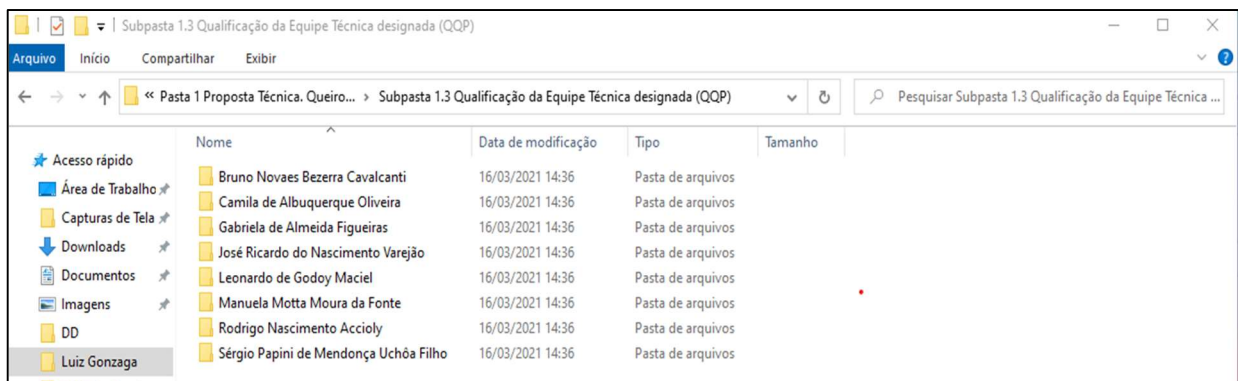 Subpasta 1.3 Qualificação da Equipe Técnica designada (QQP)
Arquivo Início Compartilhar Exibir
« Pasta 1 Proposta Técnica. Queiro... › Subpasta 1.3 Qualificação da Equipe Técnica designada (QQP) Pesquisar Subpasta 1.3 Qualificação da Equipe Técnica ...
Nome Data de modificação Tipo Tamanho
Acesso rápido
Bruno Novaes Bezerra Cavalcanti 16/03/2021 14:36 Pasta de arquivos
Área de Trabalho
Camila de Albuquerque Oliveira 16/03/2021 14:36 Pasta de arquivos
Capturas de Tela
Gabriela de Almeida Figueiras 16/03/2021 14:36 Pasta de arquivos
Downloads
José Ricardo do Nascimento Varejão 16/03/2021 14:36 Pasta de arquivos
Documentos
Leonardo de Godoy Maciel 16/03/2021 14:36 Pasta de arquivos
Imagens
Manuela Motta Moura da Fonte 16/03/2021 14:36 Pasta de arquivos
DD
Rodrigo Nascimento Accioly 16/03/2021 14:36 Pasta de arquivos
Luiz Gonzaga
Sérgio Papini de Mendonça Uchôa Filho 16/03/2021 14:36 Pasta de arquivos